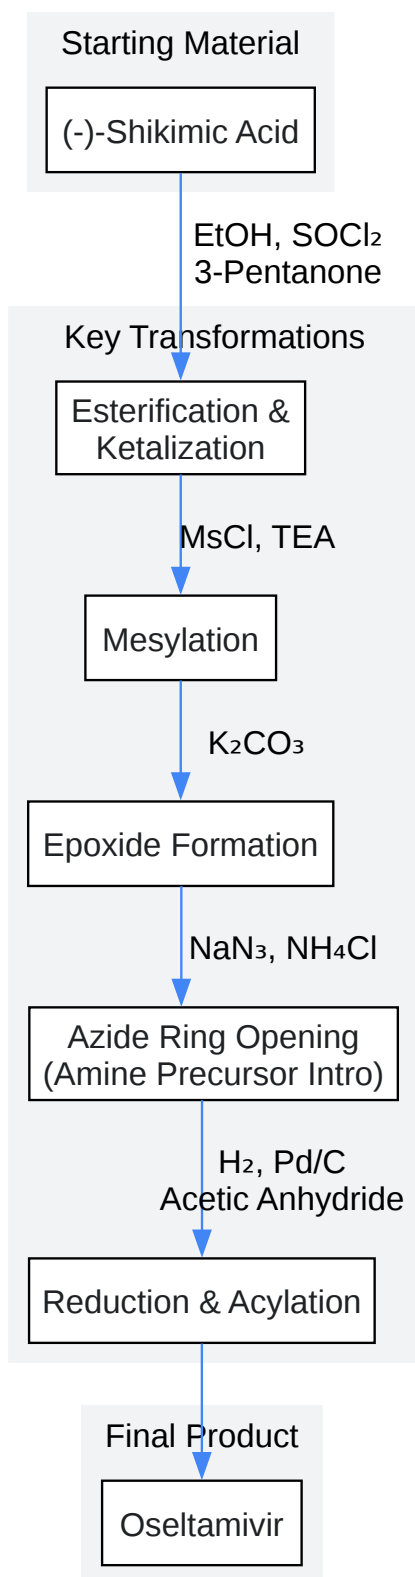 Starting Material
(-)-Shikimic Acid
EtOH, SOCl₂
3-Pentanone
Key Transformations
Esterification &
Ketalization
MsCl, TEA
Mesylation
K₂CO₃
Epoxide Formation
NaN₃, NH₄Cl
Azide Ring Opening
(Amine Precursor Intro)
H₂, Pd/C
Acetic Anhydride
Reduction & Acylation
Final Product
Oseltamivir